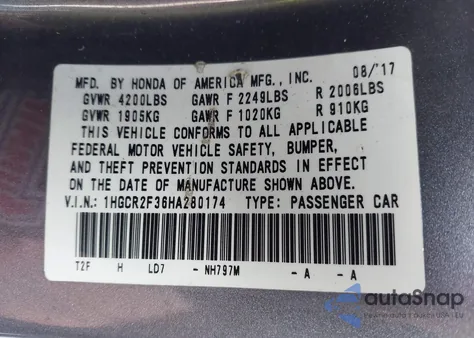 MFD. BY HONDA OF AMERICA MFG., INC. 08/'17
GVWR 4200LBS GAWR F 2249LBS R 2006LBS
GVWR 1905KG GAWR F 1020KG R 910KG
THIS VEHICLE CONFORMS TO ALL APPLICABLE
FEDERAL MOTOR VEHICLE SAFETY, BUMPER,
AND THEFT PREVENTION STANDARDS IN EFFECT
ON THE DATE OF MANUFACTURE SHOWN ABOVE.
V.I.N.: 1HGCR2F36HA280174 TYPE: PASSENGER CAR
T2F H LD7 - NH797M - A - A
autoSnap